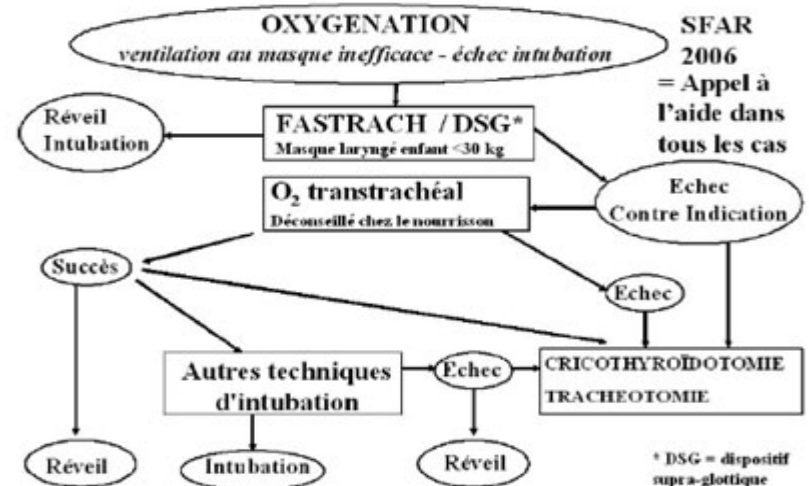 OXYGENATION
ventilation au masque inefficace - échec intubation
SFAR
2006
= Appel à
l'aide dans
tous les cas
Réveil
Intubation
FASTRACH / DSG*
Masque laryngé enfant <30 kg
O₂ transtrachéal
Déconseillé chez le nourrisson
Echec
Contre Indication
Succès
Echec
Autres techniques
d'intubation
Echec
CRICOTHYROÏDOTOMIE
TRACHEOTOMIE
Réveil
Intubation
Réveil
* DSG = dispositif
supra-glottique